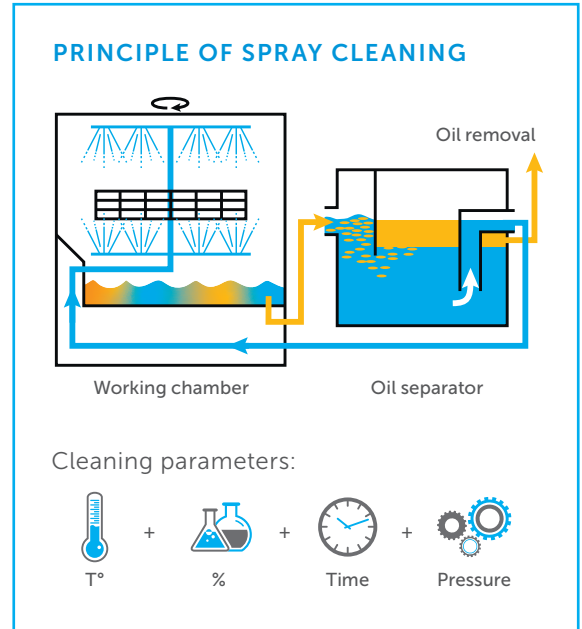 PRINCIPLE OF SPRAY CLEANING
Oil removal
Working chamber
Oil separator
Cleaning parameters:
+ + +
T° % Time Pressure